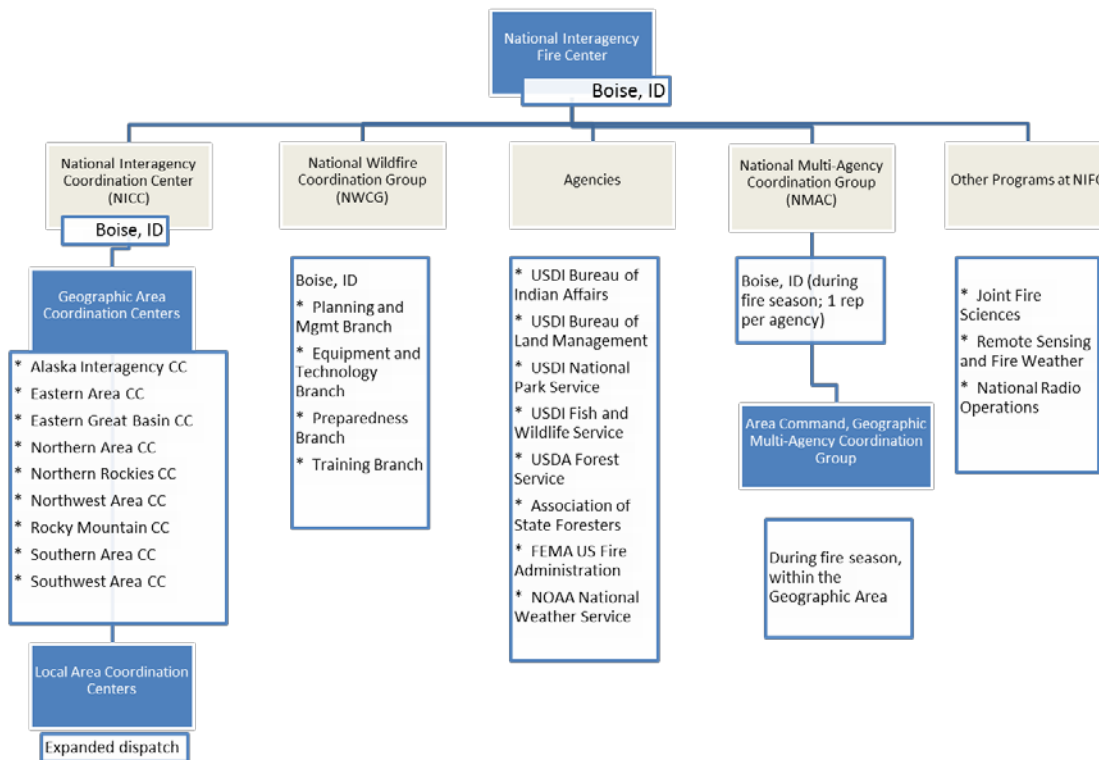 National Interagency
Fire Center
Boise, ID
National Interagency
Coordination Center
(NICC)
Boise, ID
Geographic Area
Coordination Centers
* Alaska Interagency CC
* Eastern Area CC
* Eastern Great Basin CC
* Northern Area CC
* Northern Rockies CC
* Northwest Area CC
* Rocky Mountain CC
* Southern Area CC
* Southwest Area CC
Local Area Coordination
Centers
Expanded dispatch
National Wildfire
Coordination Group
(NWCG)
Boise, ID
* Planning and
Mgmt Branch
* Equipment and
Technology
Branch
* Preparedness
Branch
* Training Branch
Agencies
* USDI Bureau of
Indian Affairs
* USDI Bureau of
Land Management
* USDI National
Park Service
* USDI Fish and
Wildlife Service
* USDA Forest
Service
* Association of
State Foresters
* FEMA US Fire
Administration
* NOAA National
Weather Service
National Multi-Agency
Coordination Group
(NMAC)
Boise, ID (during
fire season; 1 rep
per agency)
Area Command, Geographic
Multi-Agency Coordination
Group
During fire season,
within the
Geographic Area
Other Programs at NIFC
* Joint Fire
Sciences
* Remote Sensing
and Fire Weather
* National Radio
Operations